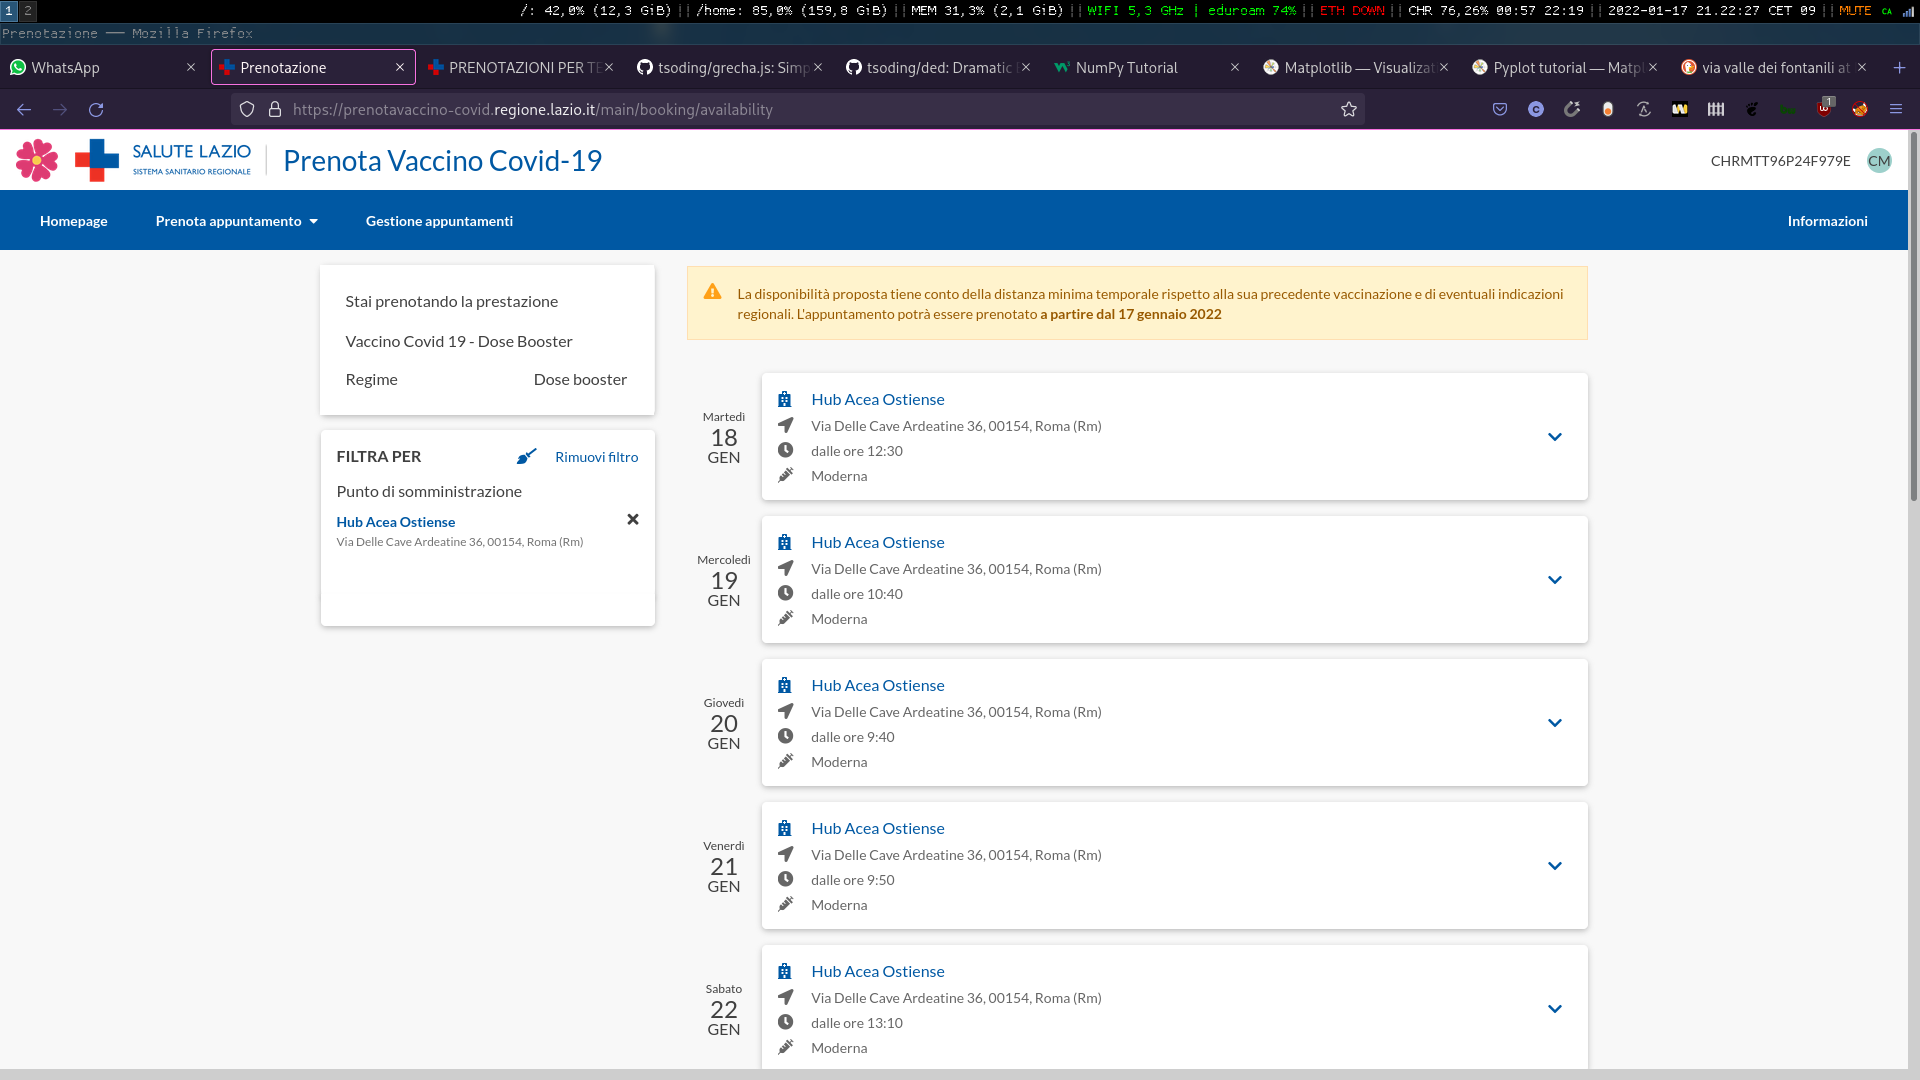 1 2 /: 42,0% (12,3 GiB) || /home: 85,0% (159,8 GiB) || MEM 31,3% (2,1 GiB) || WIFI 5,3 GHz | eduroam 74% || ETH DOWN || CHR 76,26% 00:57 22:19 || 2022-01-17 21.22:27 CET 09 || MUTE CA
Prenotazione — Mozilla Firefox
WhatsApp Prenotazione PRENOTAZIONI PER TE tsoding/grecha.js: Simp tsoding/ded: Dramatic E NumPy Tutorial Matplotlib — Visualizat Pyplot tutorial — Matpl via valle dei fontanili at
https://prenotavaccino-covid.regione.lazio.it/main/booking/availability 1
SALUTE LAZIO
SISTEMA SANITARIO REGIONALE
Prenota Vaccino Covid-19
CHRMTT96P24F979E CM
Homepage Prenota appuntamento Gestione appuntamenti Informazioni
Stai prenotando la prestazione
Vaccino Covid 19 - Dose Booster
Regime Dose booster
FILTRA PER Rimuovi filtro
Punto di somministrazione
Hub Acea Ostiense
Via Delle Cave Ardeatine 36, 00154, Roma (Rm)
La disponibilità proposta tiene conto della distanza minima temporale rispetto alla sua precedente vaccinazione e di eventuali indicazioni
regionali. L'appuntamento potrà essere prenotato a partire dal 17 gennaio 2022
Martedì
18
GEN
Hub Acea Ostiense
Via Delle Cave Ardeatine 36, 00154, Roma (Rm)
dalle ore 12:30
Moderna
Mercoledì
19
GEN
Hub Acea Ostiense
Via Delle Cave Ardeatine 36, 00154, Roma (Rm)
dalle ore 10:40
Moderna
Giovedì
20
GEN
Hub Acea Ostiense
Via Delle Cave Ardeatine 36, 00154, Roma (Rm)
dalle ore 9:40
Moderna
Venerdì
21
GEN
Hub Acea Ostiense
Via Delle Cave Ardeatine 36, 00154, Roma (Rm)
dalle ore 9:50
Moderna
Sabato
22
GEN
Hub Acea Ostiense
Via Delle Cave Ardeatine 36, 00154, Roma (Rm)
dalle ore 13:10
Moderna